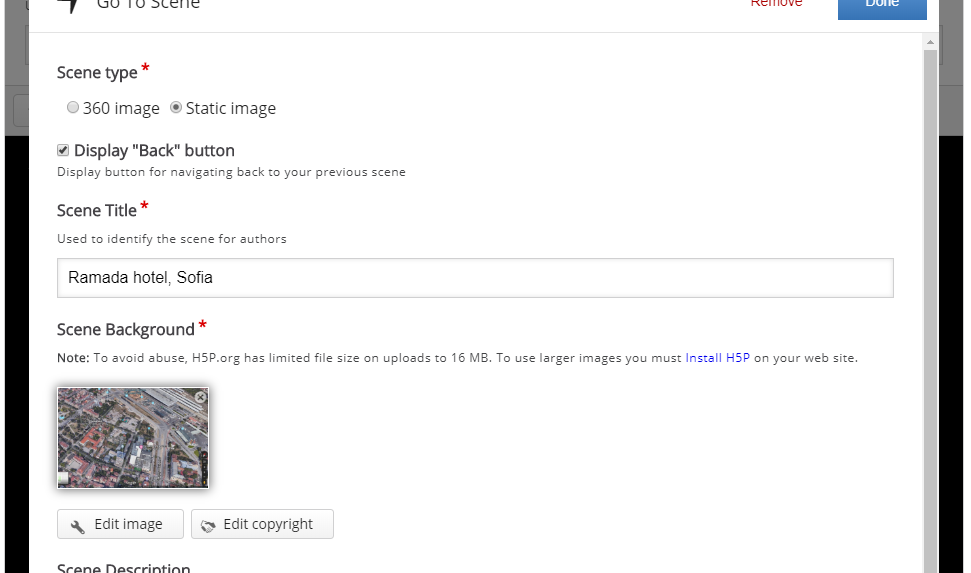 Go To Scene
Remove
Done
Scene type *
360 image Static image
Display "Back" button
Display button for navigating back to your previous scene
Scene Title *
Used to identify the scene for authors
Ramada hotel, Sofia
Scene Background *
Note: To avoid abuse, H5P.org has limited file size on uploads to 16 MB. To use larger images you must Install H5P on your web site.
Edit image
Edit copyright
Scene Description